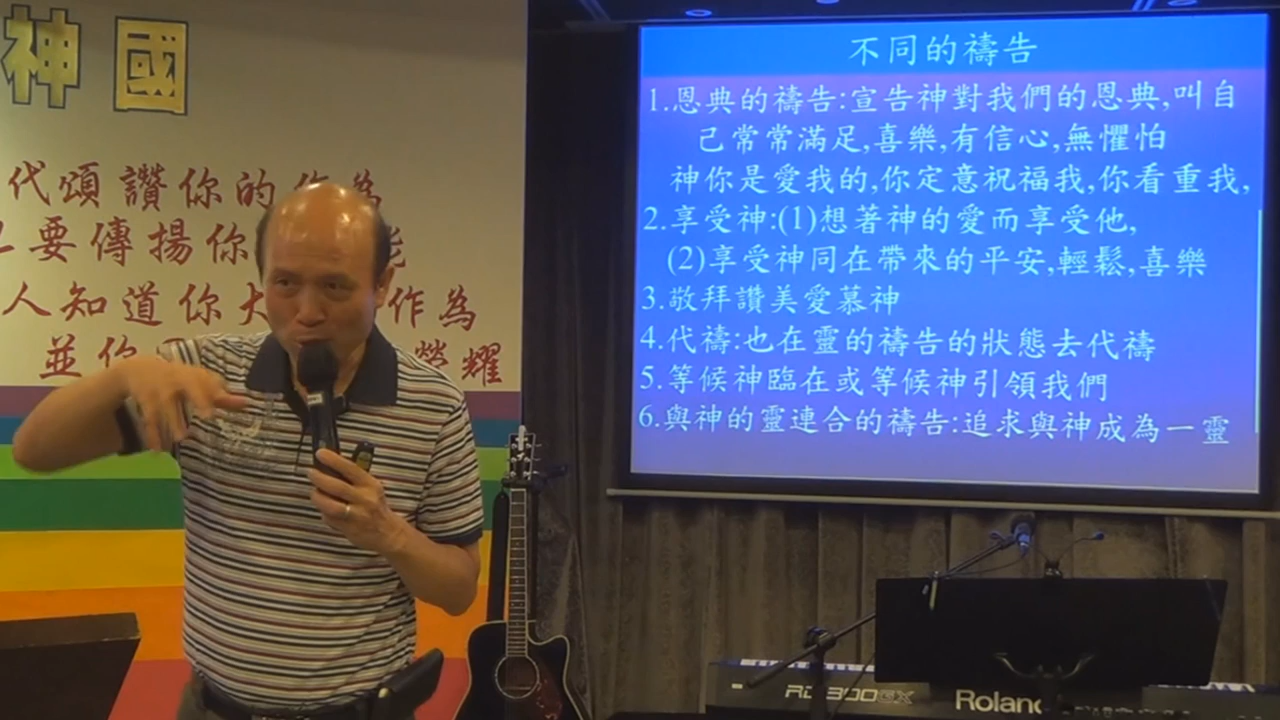 神國
代頌讚你的作為
要傳揚你 能
人知道你大 作為
並你 榮耀
不同的禱告
1.恩典的禱告:宣告神對我們的恩典,叫自
己常常滿足,喜樂,有信心,無懼怕
神你是愛我的,你定意祝福我,你看重我,
2.享受神:(1)想著神的愛而享受他,
(2)享受神同在帶來的平安,輕鬆,喜樂
3.敬拜讚美愛慕神
4.代禱:也在靈的禱告的狀態去代禱
5.等候神臨在或等候神引領我們
6.與神的靈連合的禱告:追求與神成為一靈
RD-300GX
Roland